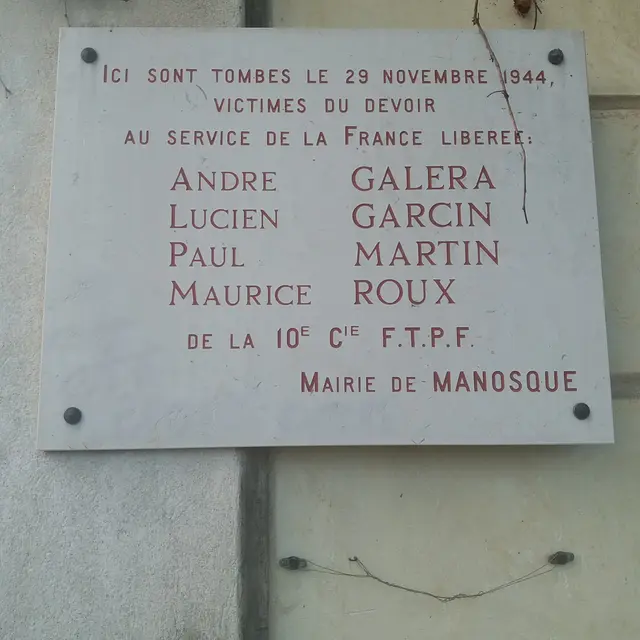 ICI SONT TOMBES LE 29 NOVEMBRE 1944,
VICTIMES DU DEVOIR
AU SERVICE DE LA FRANCE LIBEREE:
ANDRE GALERA
LUCIEN GARCIN
PAUL MARTIN
MAURICE ROUX
DE LA 10E CIE F.T.P.F.
MAIRIE DE MANOSQUE